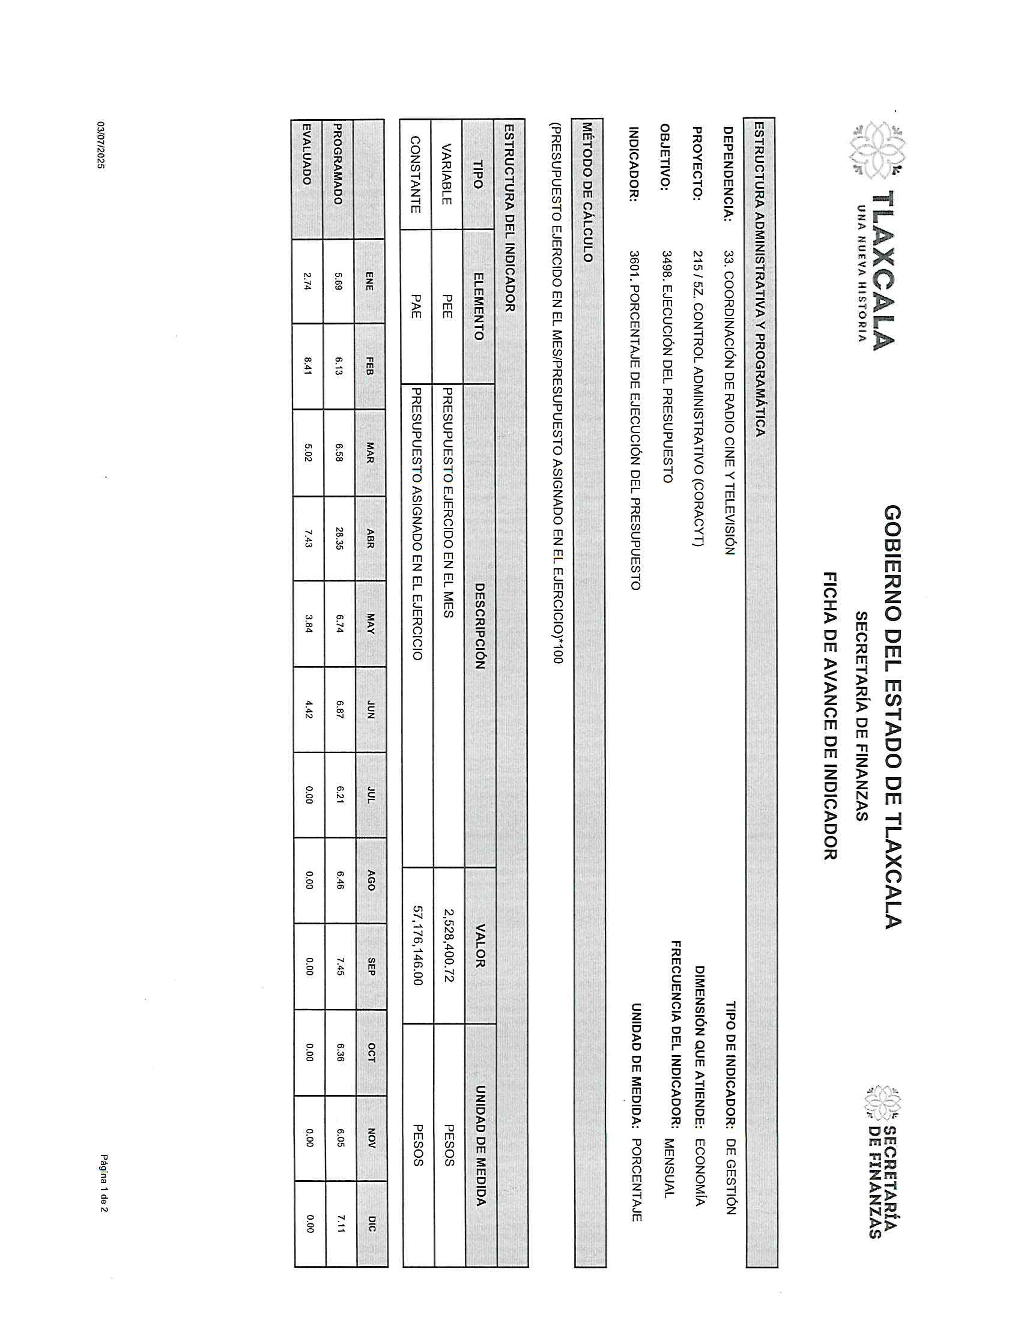 TLAXCALA
UNA NUEVA HISTORIA
GOBIERNO DEL ESTADO DE TLAXCALA
SECRETARÍA DE FINANZAS
FICHA DE AVANCE DE INDICADOR
SECRETARÍA
DE FINANZAS
ESTRUCTURA ADMINISTRATIVA Y PROGRAMÁTICA
DEPENDENCIA: 33. COORDINACIÓN DE RADIO CINE Y TELEVISIÓN TIPO DE INDICADOR: DE GESTIÓN
PROYECTO: 215 / 5Z. CONTROL ADMINISTRATIVO (CORACYT) DIMENSIÓN QUE ATIENDE: ECONOMÍA
OBJETIVO: 3498. EJECUCIÓN DEL PRESUPUESTO FRECUENCIA DEL INDICADOR: MENSUAL
INDICADOR: 3601. PORCENTAJE DE EJECUCIÓN DEL PRESUPUESTO UNIDAD DE MEDIDA: PORCENTAJE
MÉTODO DE CÁLCULO
(PRESUPUESTO EJERCIDO EN EL MES/PRESUPUESTO ASIGNADO EN EL EJERCICIO)*100
ESTRUCTURA DEL INDICADOR
TIPO ELEMENTO DESCRIPCIÓN VALOR UNIDAD DE MEDIDA
VARIABLE PEE PRESUPUESTO EJERCIDO EN EL MES 2,528,400.72 PESOS
CONSTANTE PAE PRESUPUESTO ASIGNADO EN EL EJERCICIO 57,176,146.00 PESOS
ENE FEB MAR ABR MAY JUN JUL AGO SEP OCT NOV DIC
PROGRAMADO 5.69 6.13 6.58 28.35 6.74 6.87 6.21 6.46 7.45 6.36 6.05 7.11
EVALUADO 2.74 8.41 5.02 7.43 3.84 4.42 0.00 0.00 0.00 0.00 0.00 0.00
03/07/2025 Página 1 de 2